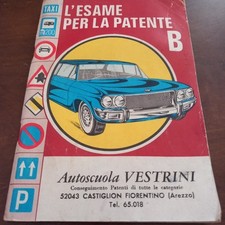 TAXI
L'ESAME
PER LA PATENTE
B
Autoscuola VESTRINI
Conseguimento Patenti di tutte le categorie
52043 CASTIGLION FIORENTINO (Arezzo)
Tel. 65.018
P